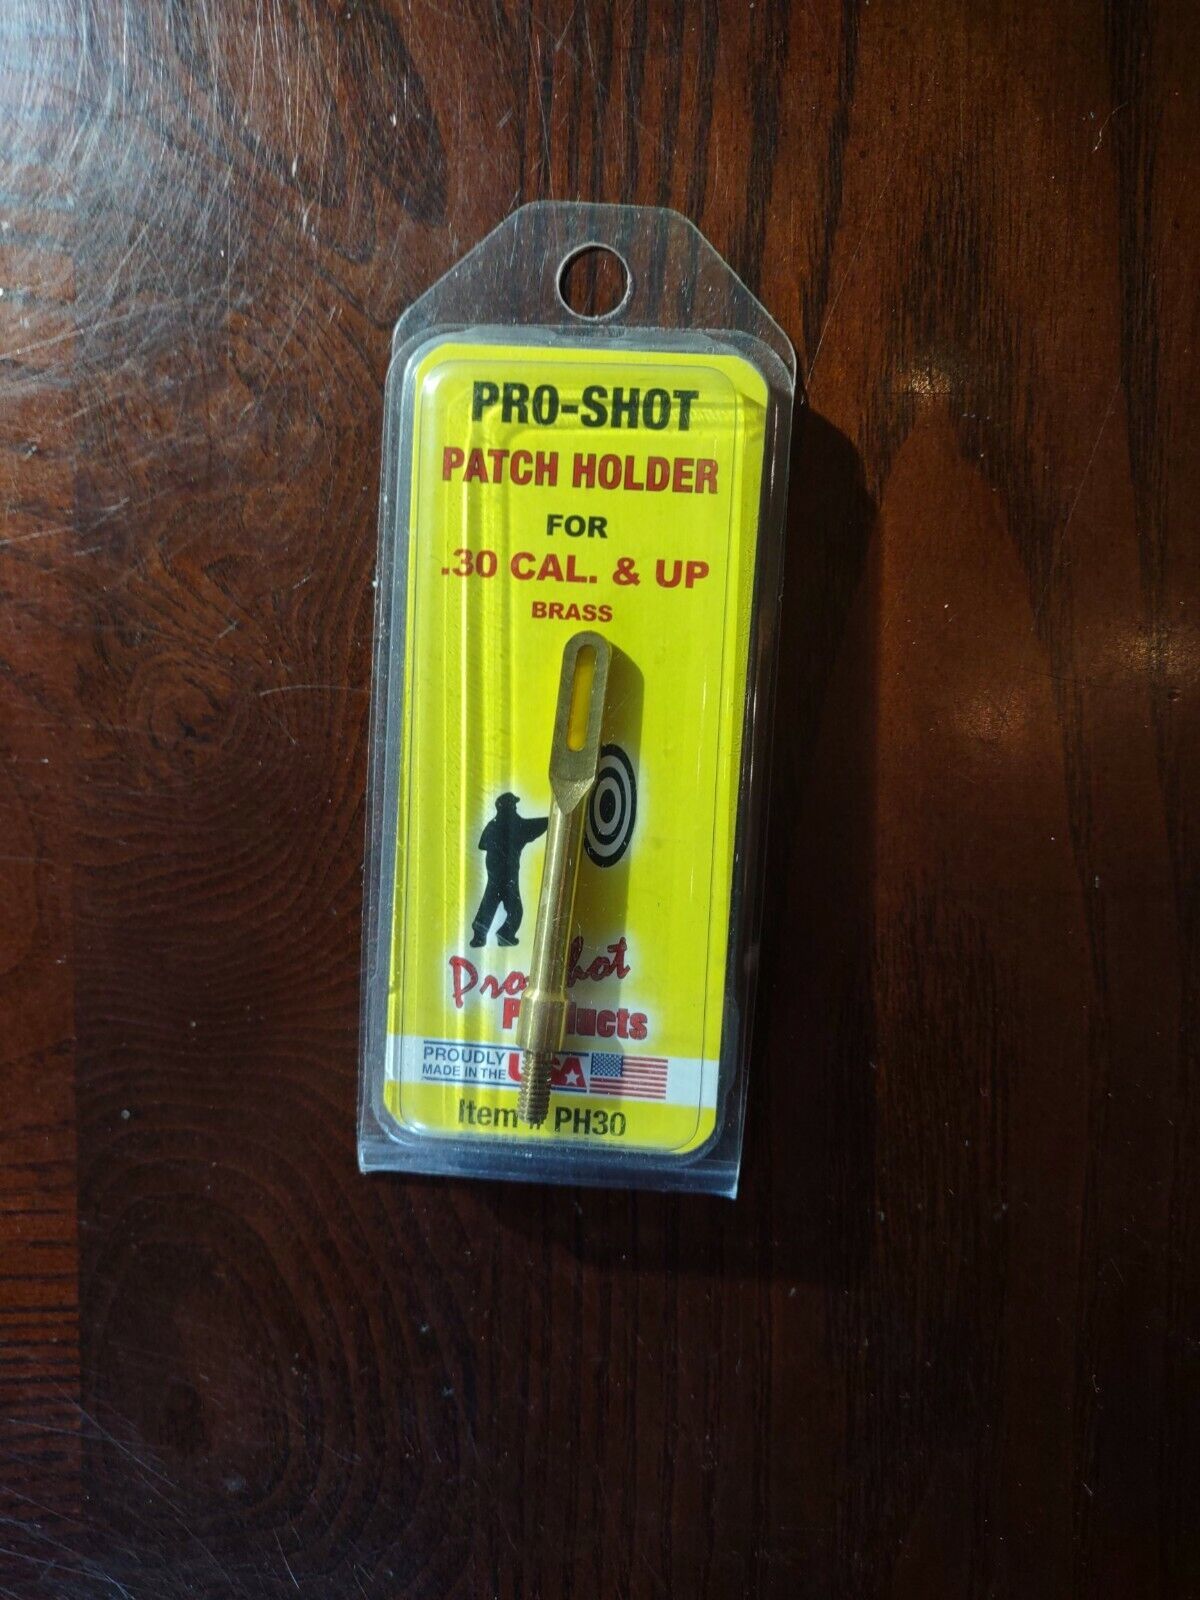 PRO-SHOT
PATCH HOLDER
FOR
.30 CAL. & UP
BRASS
Products
PROUDLY
MADE IN THE USA
Item # PH30